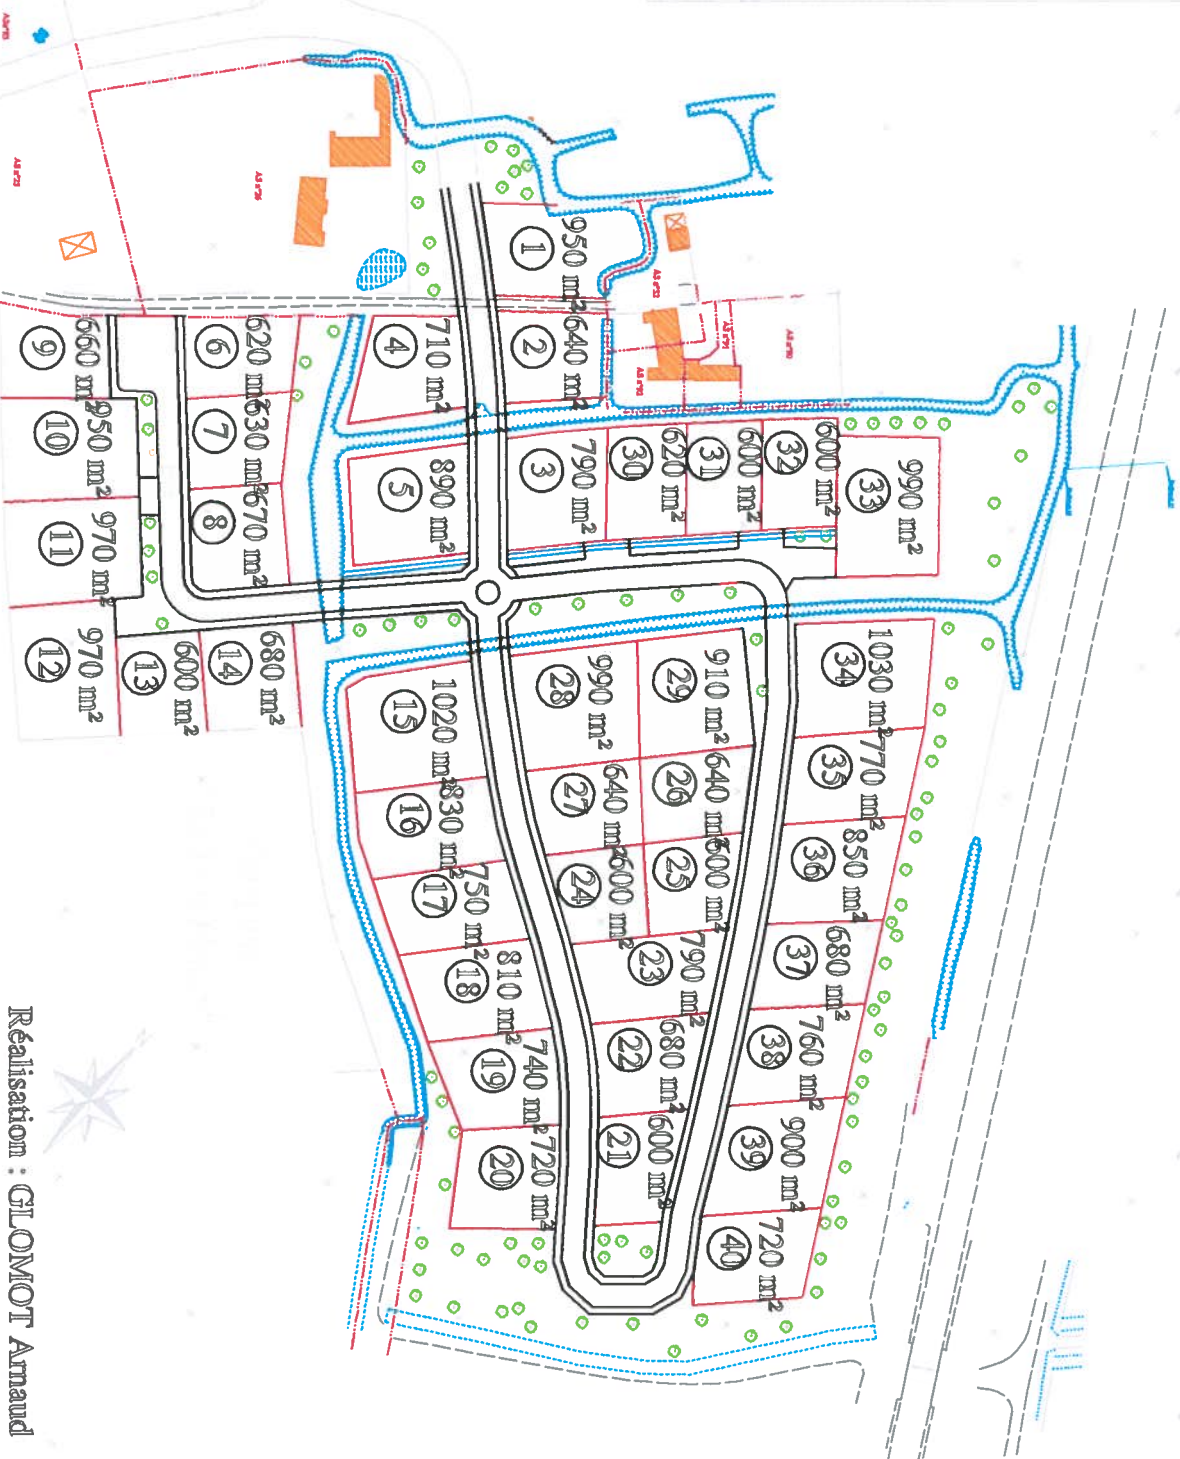 950 m²
1
640 m²
2
790 m²
3
710 m²
4
890 m²
5
620 m²
6
630 m²
7
670 m²
8
660 m²
9
950 m²
10
970 m²
11
970 m²
12
600 m²
13
680 m²
14
1020 m²
15
830 m²
16
750 m²
17
810 m²
18
740 m²
19
720 m²
20
600 m²
21
680 m²
22
790 m²
23
600 m²
24
600 m²
25
640 m²
26
640 m²
27
990 m²
28
910 m²
29
620 m²
30
600 m²
31
600 m²
32
990 m²
33
1030 m²
34
770 m²
35
850 m²
36
680 m²
37
760 m²
38
900 m²
39
720 m²
40
Réalisation : GLOMOT Arnaud